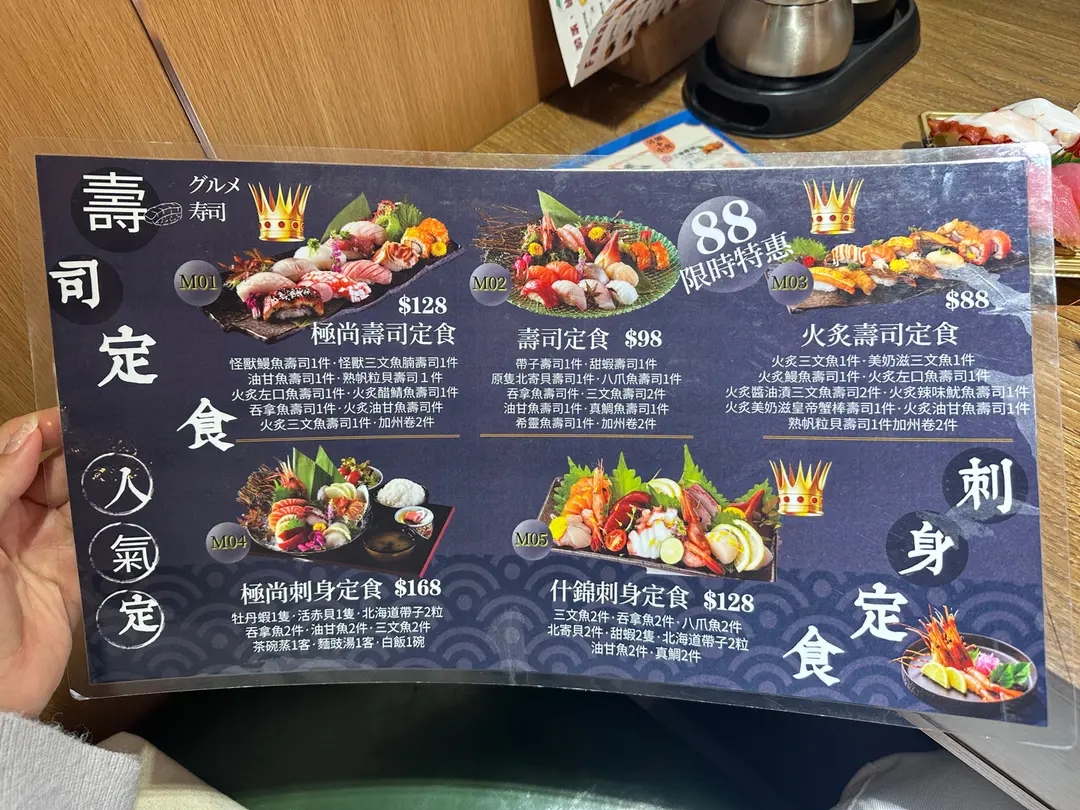 壽司定食
グルメ
寿司
人氣定
M01
$128
極尚壽司定食
怪獸鰻魚壽司1件·怪獸三文魚腩壽司1件
油甘魚壽司1件·熟帆粒貝壽司1件
火炙左口魚壽司1件·火炙醋鯖魚壽司1件
吞拿魚壽司1件·火炙油甘魚壽司件
火炙三文魚壽司1件·加州卷2件
M02
壽司定食 $98
帶子壽司1件·甜蝦壽司1件
原隻北寄貝壽司1件·八爪魚壽司1件
吞拿魚壽司1件·三文魚壽司2件
油甘魚壽司1件·真鯛魚壽司1件
希靈魚壽司1件·加州卷2件
88
限時特惠
M03
$88
火炙壽司定食
火炙三文魚1件·美奶滋三文魚1件
火炙鰻魚壽司1件·火炙左口魚壽司1件
火炙醬油漬三文魚壽司2件·火炙辣味魷魚壽司1件
火炙美奶滋皇帝蟹棒壽司1件·火炙油甘魚壽司1件
熟帆粒貝壽司1件加州卷2件
M04
極尚刺身定食 $168
牡丹蝦1隻·活赤貝1隻·北海道帶子2粒
吞拿魚2件·油甘魚2件·三文魚2件
茶碗蒸1客·麵豉湯1客·白飯1碗
M05
什錦刺身定食 $128
三文魚2件·吞拿魚2件·八爪魚2件
北寄貝2件·甜蝦2隻·北海道帶子2粒
油甘魚2件·真鯛2件
刺身定食